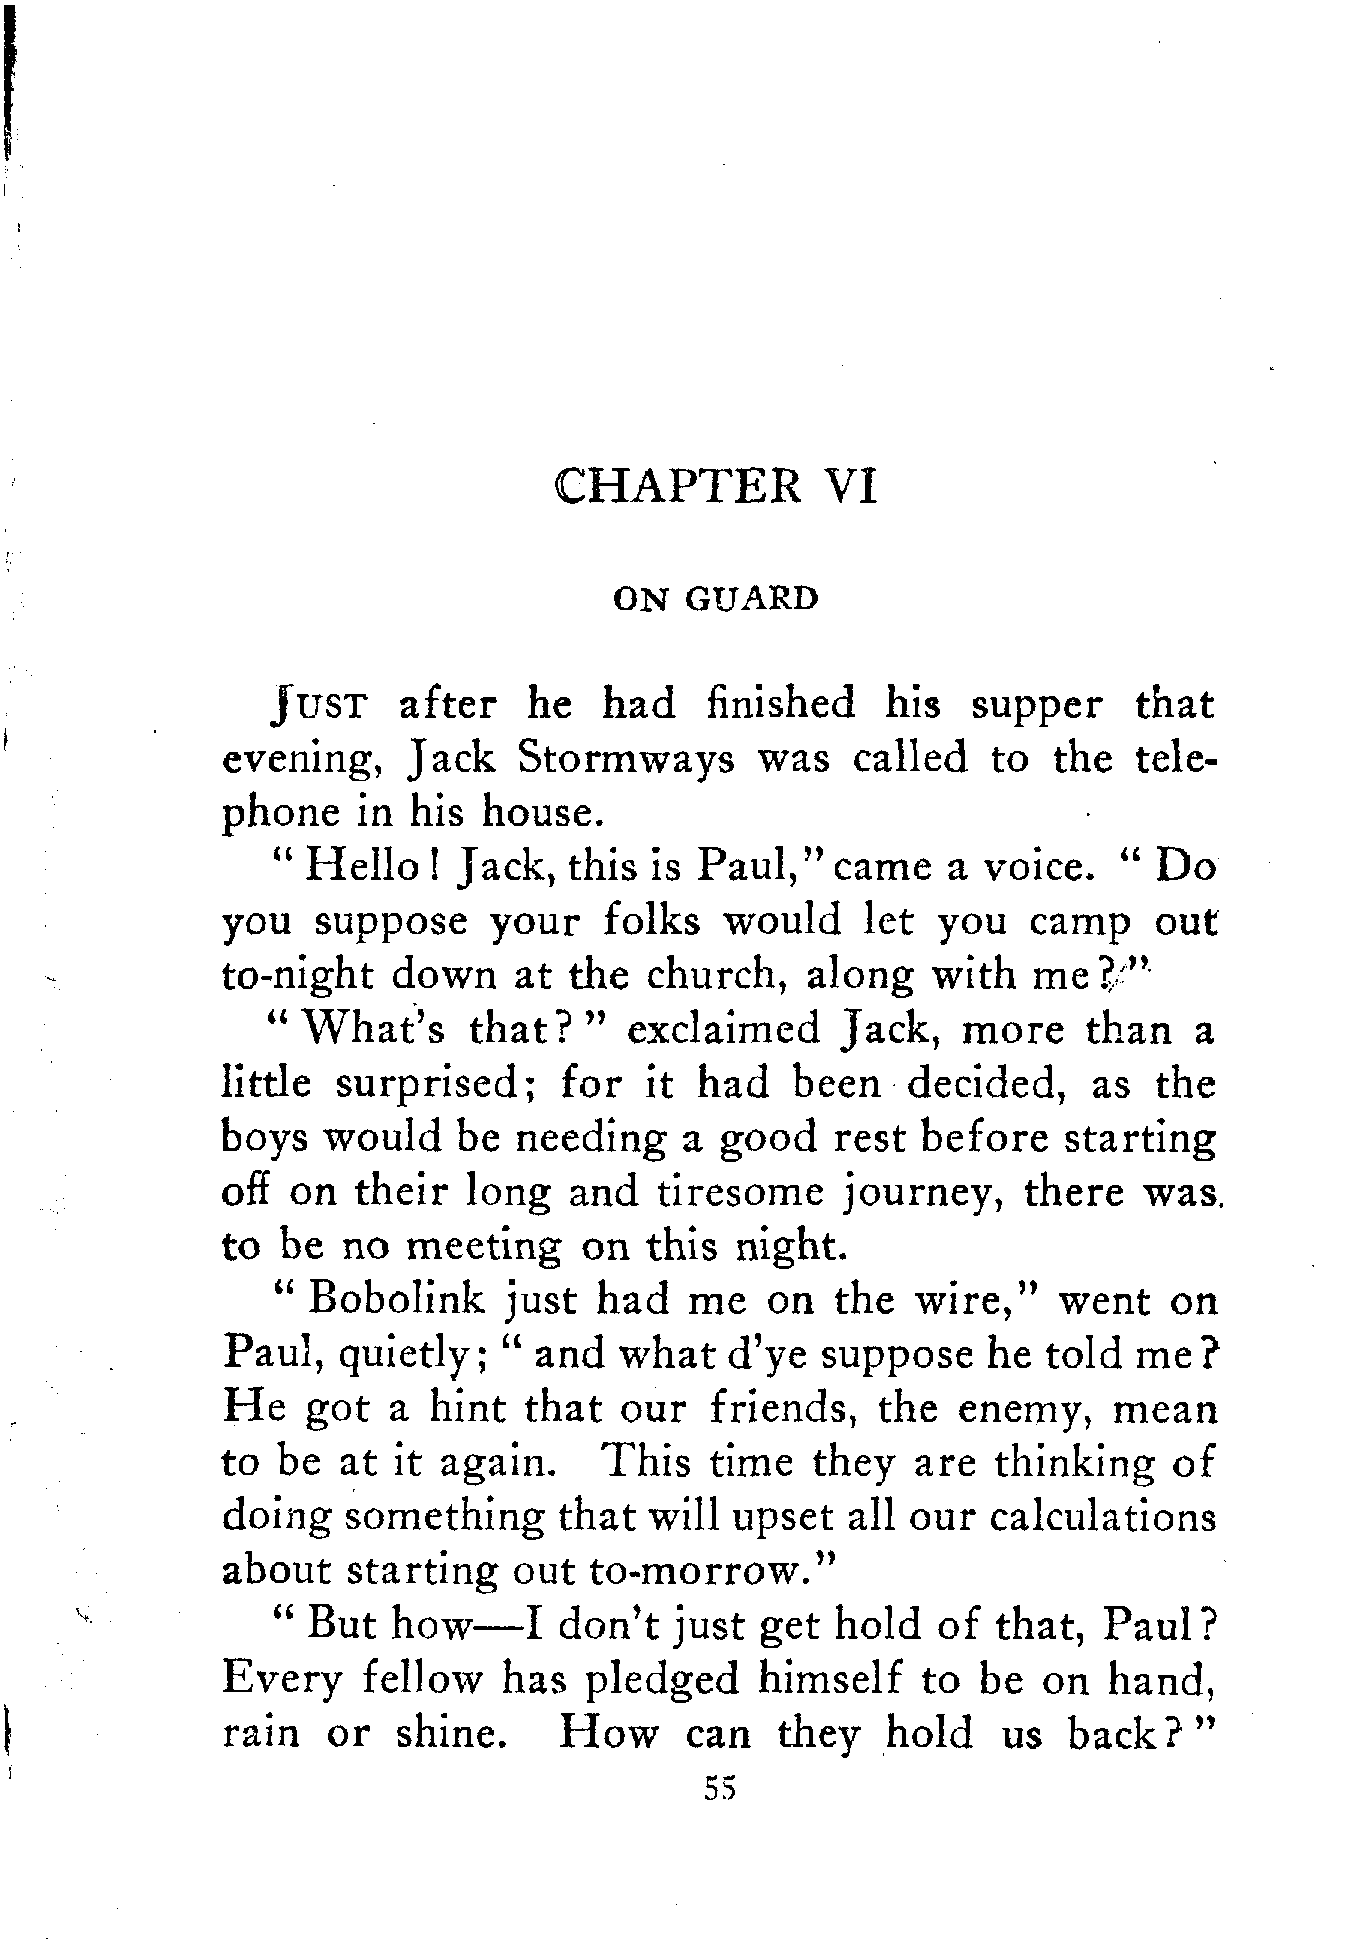 CHAPTER VI
ON GUARD
JUST after he had finished his supper that
evening, Jack Stormways was called to the tele-
phone in his house.
" Hello! Jack, this is Paul," came a voice. " Do
you suppose your folks would let you camp out
to-night down at the church, along with me?"
" What's that? " exclaimed Jack, more than a
little surprised; for it had been decided, as the
boys would be needing a good rest before starting
off on their long and tiresome journey, there was
to be no meeting on this night.
" Bobolink just had me on the wire," went on
Paul, quietly; " and what d'ye suppose he told me?
He got a hint that our friends, the enemy, mean
to be at it again. This time they are thinking of
doing something that will upset all our calculations
about starting out to-morrow."
" But how—I don't just get hold of that, Paul?
Every fellow has pledged himself to be on hand,
rain or shine. How can they hold us back? "
55